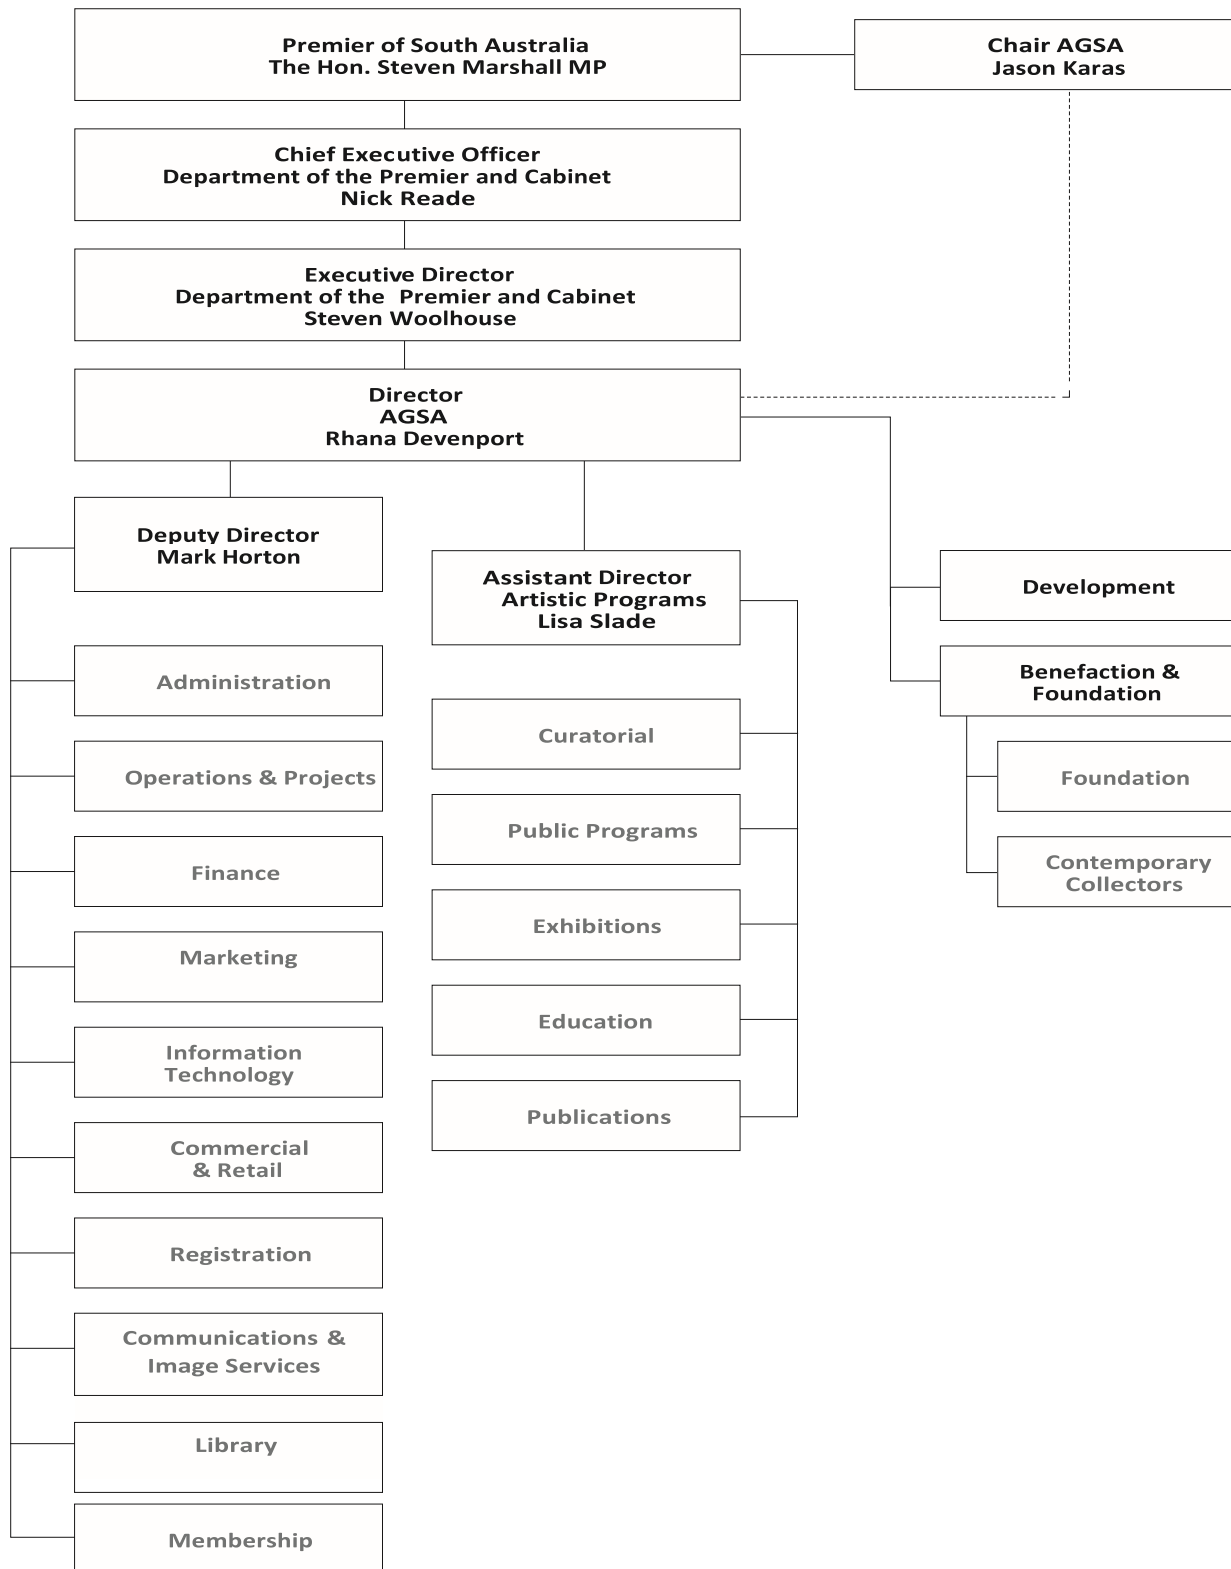 Premier of South Australia
The Hon. Steven Marshall MP
Chair AGSA
Jason Karas
Chief Executive Officer
Department of the Premier and Cabinet
Nick Reade
Executive Director
Department of the Premier and Cabinet
Steven Woolhouse
Director
AGSA
Rhana Devenport
Deputy Director
Mark Horton
Administration
Operations & Projects
Finance
Marketing
Information
Technology
Commercial
& Retail
Registration
Communications &
Image Services
Library
Membership
Assistant Director
Artistic Programs
Lisa Slade
Curatorial
Public Programs
Exhibitions
Education
Publications
Development
Benefaction &
Foundation
Foundation
Contemporary
Collectors